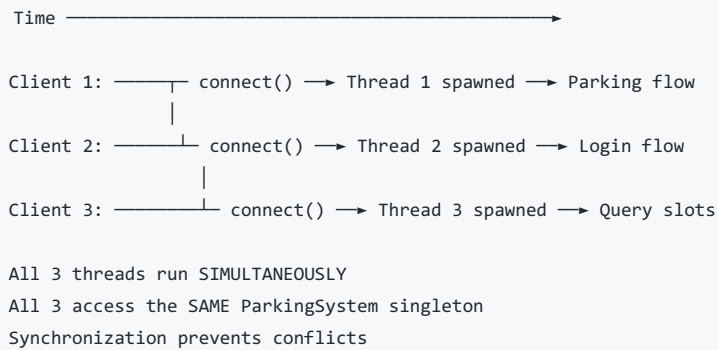 Time ────────────────────────────────────────►
Client 1: ─────┬─ connect() ──► Thread 1 spawned ──► Parking flow
Client 2: ──────┴─ connect() ──► Thread 2 spawned ──► Login flow
Client 3: ────────┴─ connect() ──► Thread 3 spawned ──► Query slots
All 3 threads run SIMULTANEOUSLY
All 3 access the SAME ParkingSystem singleton
Synchronization prevents conflicts